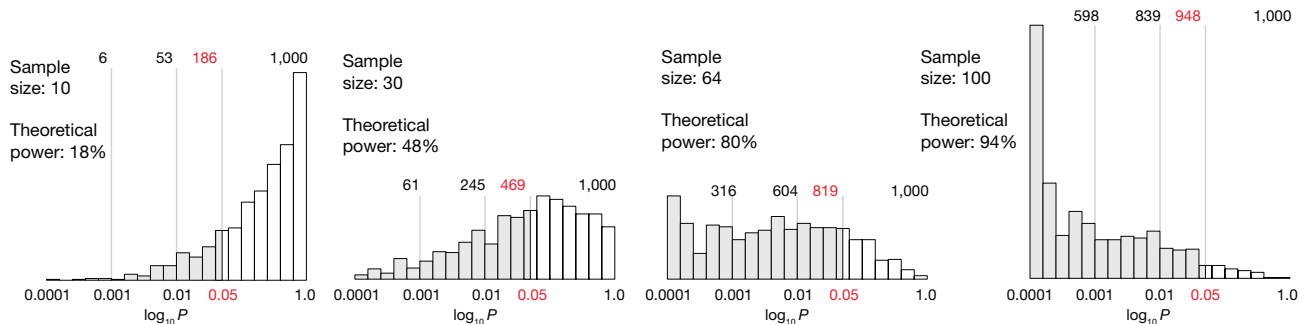 6 53 186 1,000
Sample
size: 10
Theoretical
power: 18%
0.0001 0.001 0.01 0.05 1.0
log10 P
Sample
size: 30
Theoretical
power: 48%
61 245 469 1,000
0.0001 0.001 0.01 0.05 1.0
log10 P
Sample
size: 64
Theoretical
power: 80%
316 604 819 1,000
0.0001 0.001 0.01 0.05 1.0
log10 P
598 839 948 1,000
Sample
size: 100
Theoretical
power: 94%
0.0001 0.001 0.01 0.05 1.0
log10 P